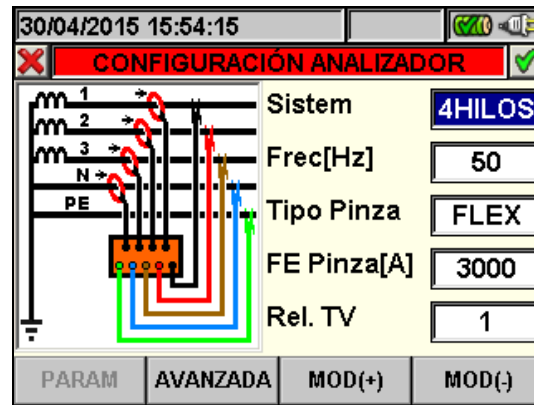 30/04/2015 15:54:15
CONFIGURACIÓN ANALIZADOR
1
2
3
N
PE
Sistem 4HILOS
Frec[Hz] 50
Tipo Pinza FLEX
FE Pinza[A] 3000
Rel. TV 1
PARAM AVANZADA MOD(+) MOD(-)